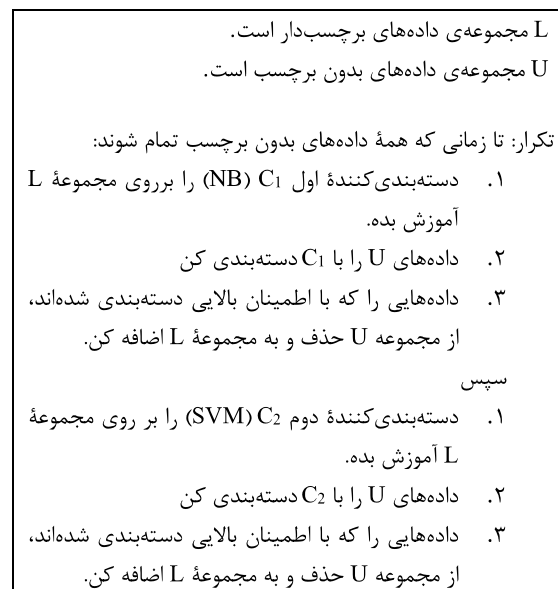 L مجموعه‌ی داده‌های برچسب‌دار است.
U مجموعه‌ی داده‌های بدون برچسب است.
تکرار: تا زمانی که همهٔ داده‌های بدون برچسب تمام شوند:
۱. دسته‌بندی‌کنندهٔ اول C1 (NB) را برروی مجموعهٔ L
آموزش بده.
۲. داده‌های U را با C1 دسته‌بندی کن
۳. داده‌هایی را که با اطمینان بالایی دسته‌بندی شده‌اند،
از مجموعه U حذف و به مجموعهٔ L اضافه کن.
سپس
۱. دسته‌بندی‌کنندهٔ دوم C2 (SVM) را بر روی مجموعهٔ
L آموزش بده.
۲. داده‌های U را با C2 دسته‌بندی کن
۳. داده‌هایی را که با اطمینان بالایی دسته‌بندی شده‌اند،
از مجموعه U حذف و به مجموعهٔ L اضافه کن.